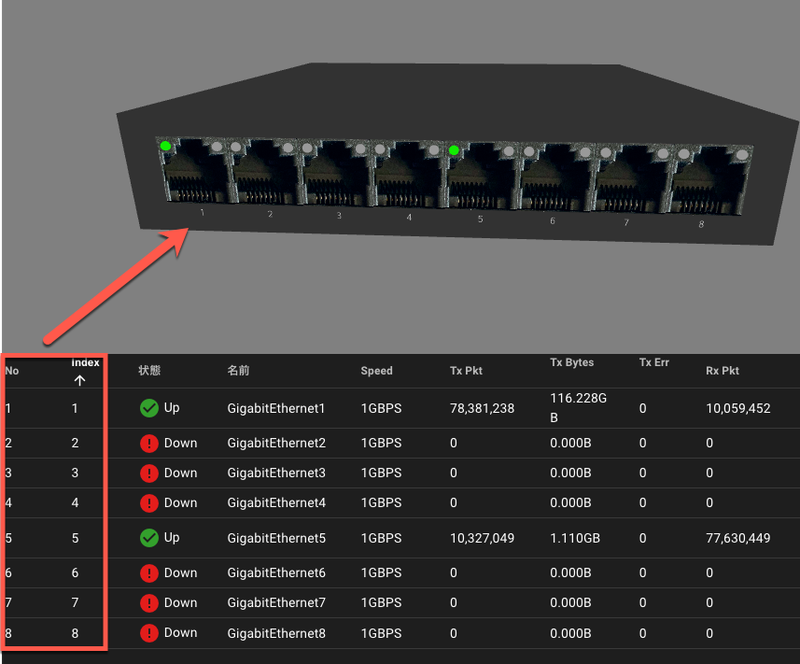 1 2 3 4 5 6 7 8
No index 状態 名前 Speed Tx Pkt Tx Bytes Tx Err Rx Pkt
1 1 Up GigabitEthernet1 1GBPS 78,381,238 116.228G 0 10,059,452
B
2 2 Down GigabitEthernet2 1GBPS 0 0.000B 0 0
3 3 Down GigabitEthernet3 1GBPS 0 0.000B 0 0
4 4 Down GigabitEthernet4 1GBPS 0 0.000B 0 0
5 5 Up GigabitEthernet5 1GBPS 10,327,049 1.110GB 0 77,630,449
6 6 Down GigabitEthernet6 1GBPS 0 0.000B 0 0
7 7 Down GigabitEthernet7 1GBPS 0 0.000B 0 0
8 8 Down GigabitEthernet8 1GBPS 0 0.000B 0 0